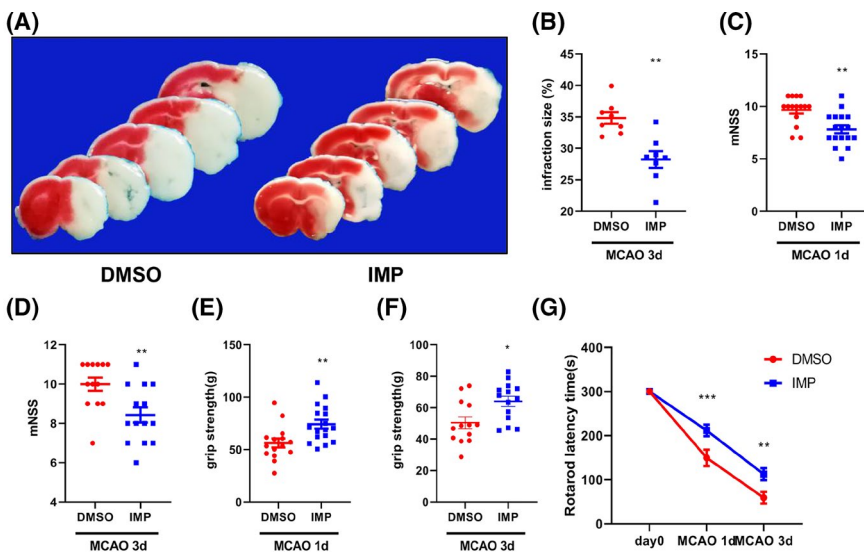 (A)
DMSO
IMP
(B)
infraction size (%)
40
35
30
25
20
**
DMSO IMP
MCAO 3d
(C)
mNSS
15
10
5
**
DMSO IMP
MCAO 1d
(D)
mNSS
12
10
8
6
4
**
DMSO IMP
MCAO 3d
(E)
grip strength(g)
150
100
50
0
**
DMSO IMP
MCAO 1d
(F)
grip strength(g)
100
80
60
40
20
0
*
DMSO IMP
MCAO 3d
(G)
Rotarod latency time(s)
400
300
200
100
0
***
**
DMSO
IMP
day0 MCAO 1d MCAO 3d